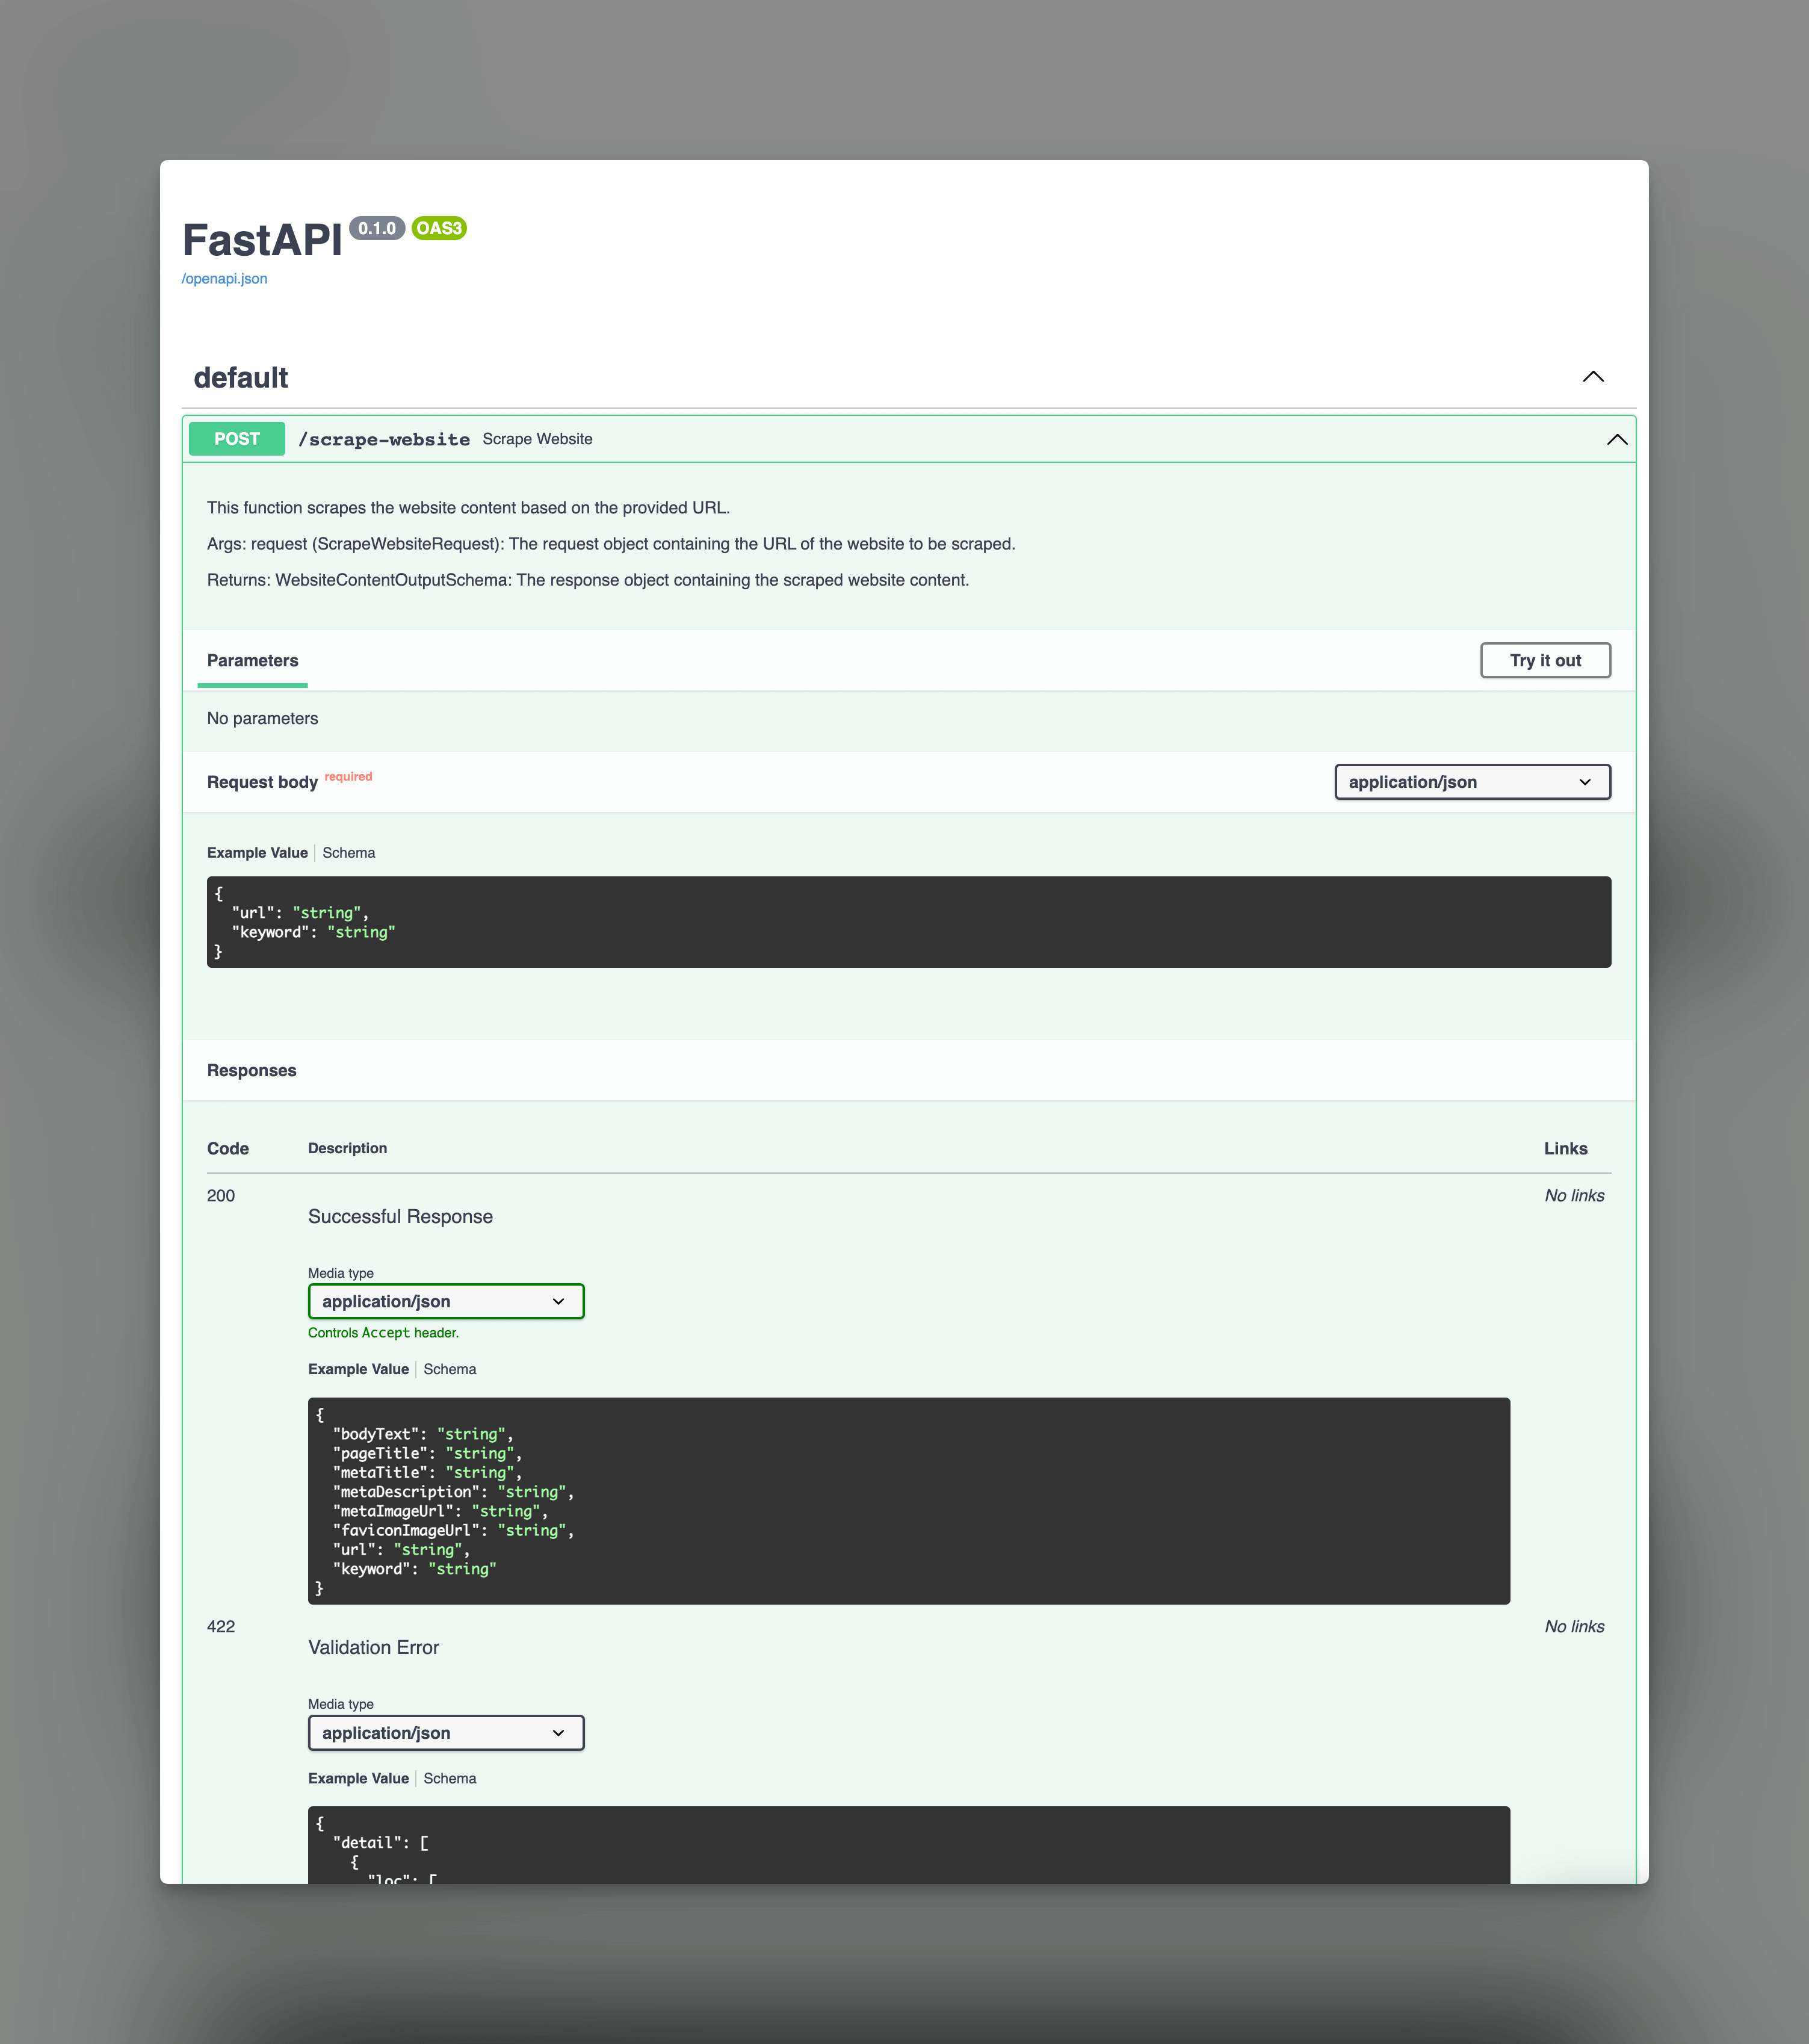 FastAPI 0.1.0 OAS3
/openapi.json
default
POST /scrape-website Scrape Website
This function scrapes the website content based on the provided URL.
Args: request (ScrapeWebsiteRequest): The request object containing the URL of the website to be scraped.
Returns: WebsiteContentOutputSchema: The response object containing the scraped website content.
Parameters Try it out
No parameters
Request body required application/json
Example Value Schema
{
"url": "string",
"keyword": "string"
}
Responses
Code Description Links
200 No links
Successful Response
Media type
application/json
Controls Accept header.
Example Value Schema
{
"bodyText": "string",
"pageTitle": "string",
"metaTitle": "string",
"metaDescription": "string",
"metaImageUrl": "string",
"faviconImageUrl": "string",
"url": "string",
"keyword": "string"
}
422 No links
Validation Error
Media type
application/json
Example Value Schema
{
"detail": [
{
"loc": [